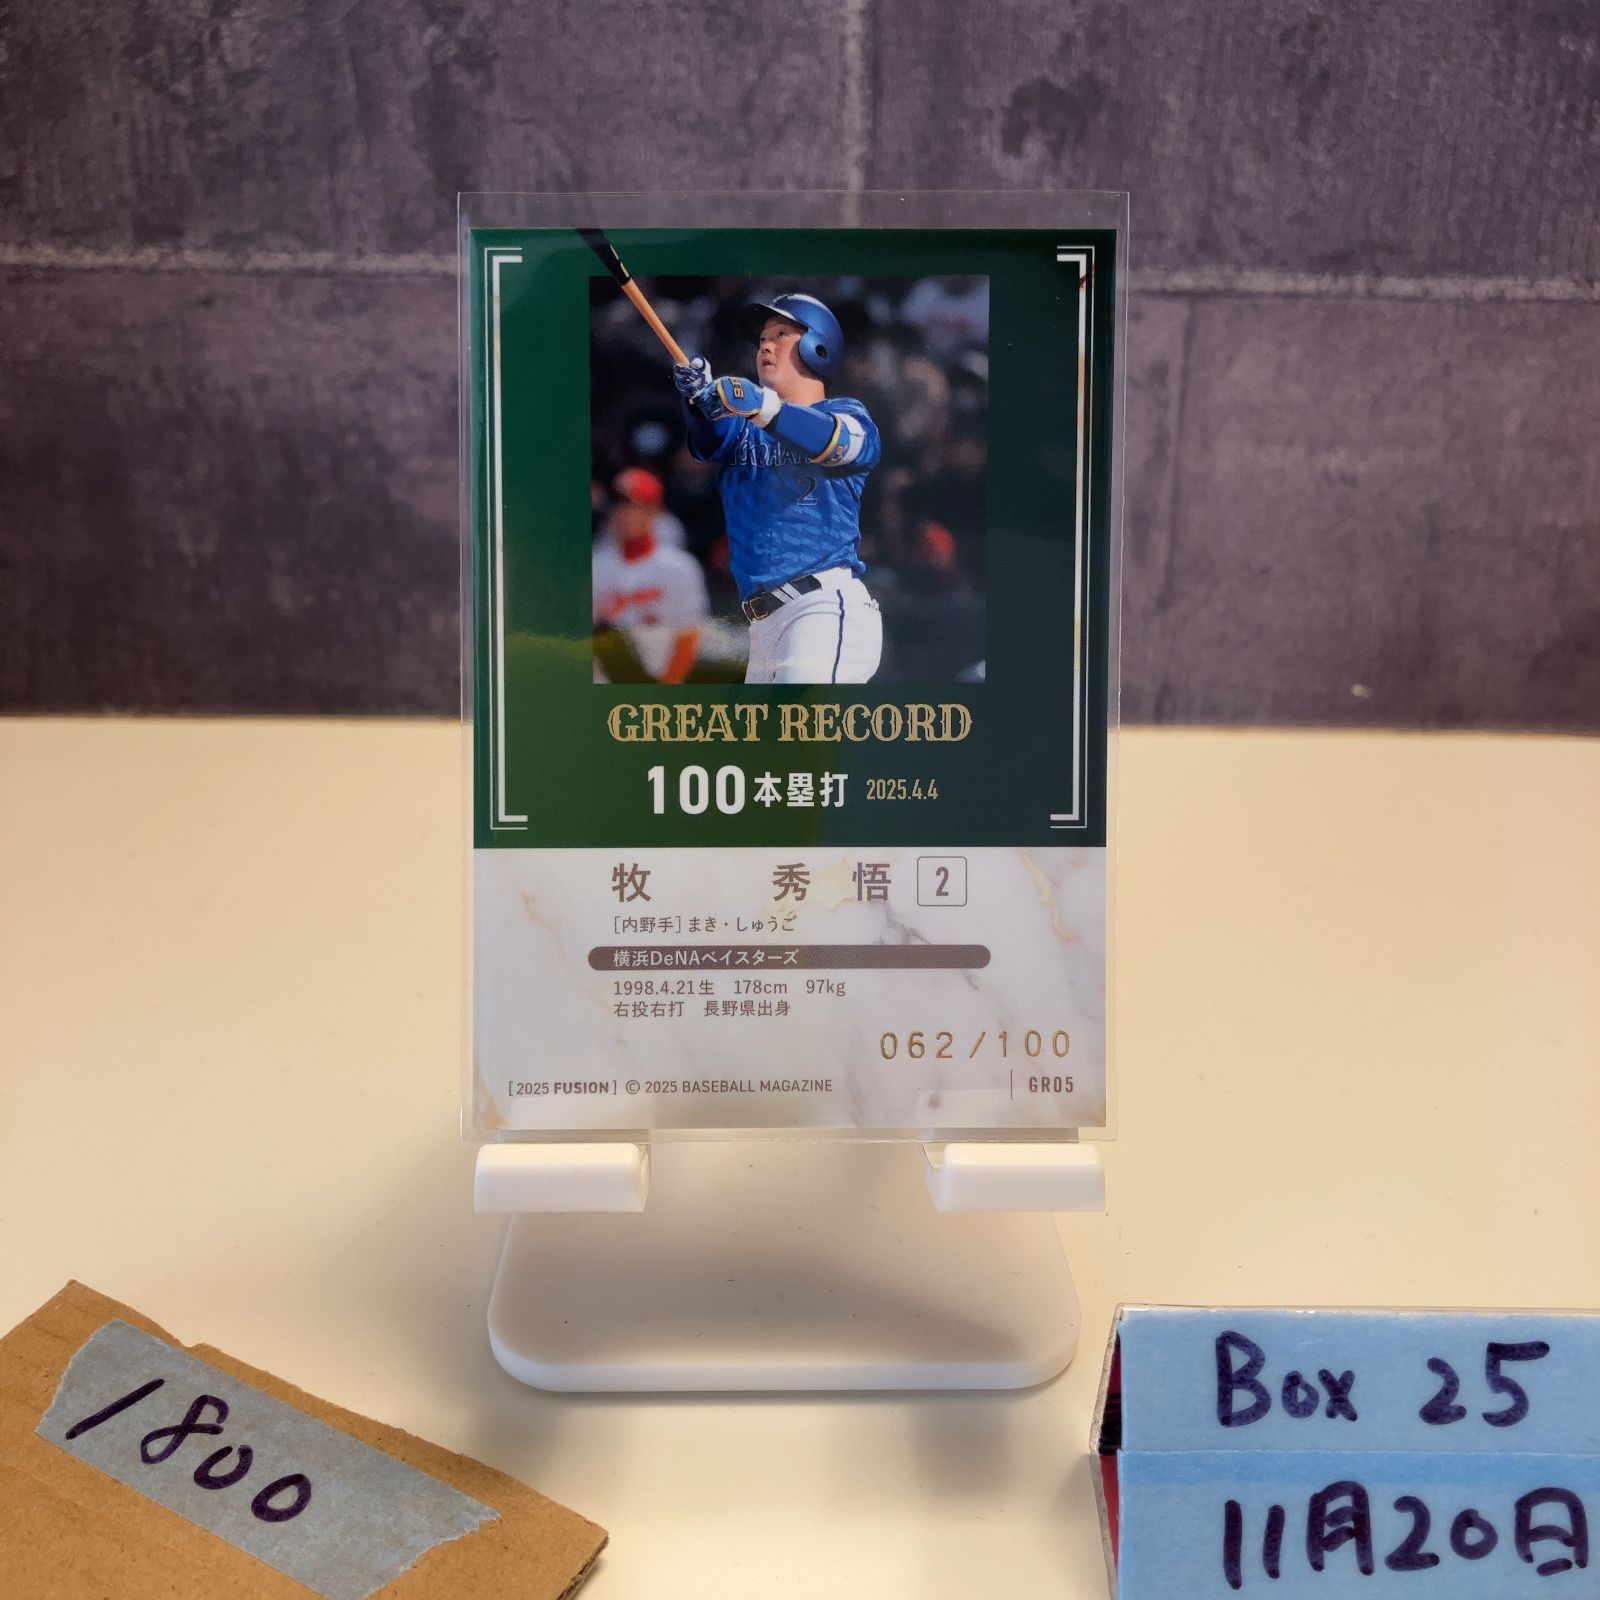 YOKOHAMA
2
GREAT RECORD
100本塁打 2025.4.4
牧 秀悟 2
[内野手] まき・しゅうご
横浜DeNAベイスターズ
1998.4.21生 178cm 97kg
右投右打 長野県出身
062/100
[2025 FUSION] © 2025 BASEBALL MAGAZINE
GR05
1800
Box 25
11月20日